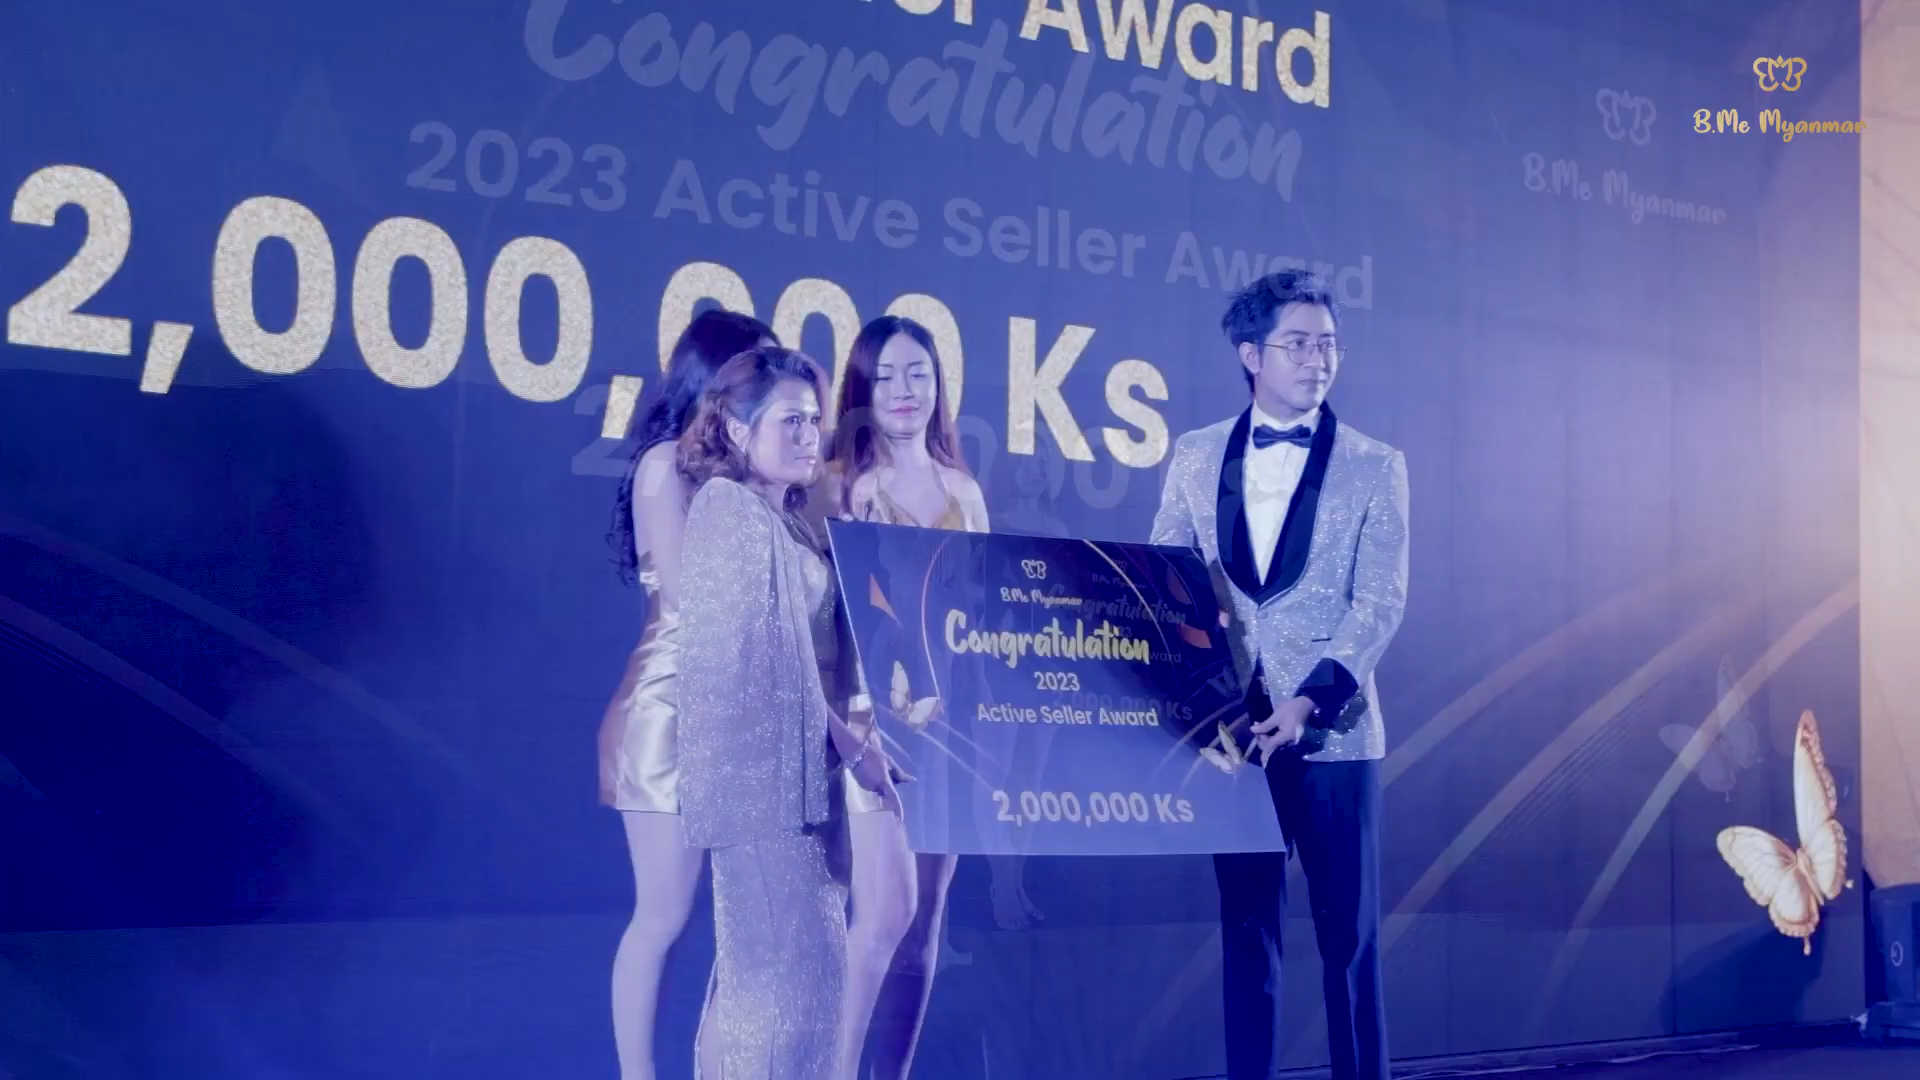 Award
Congratulation
2023 Active Seller Award
2,000,000 Ks
B.Me Myanmar
B.Me Myanmar
B.Me Myanmar
Congratulation
2023
Active Seller Award
2,000,000 Ks